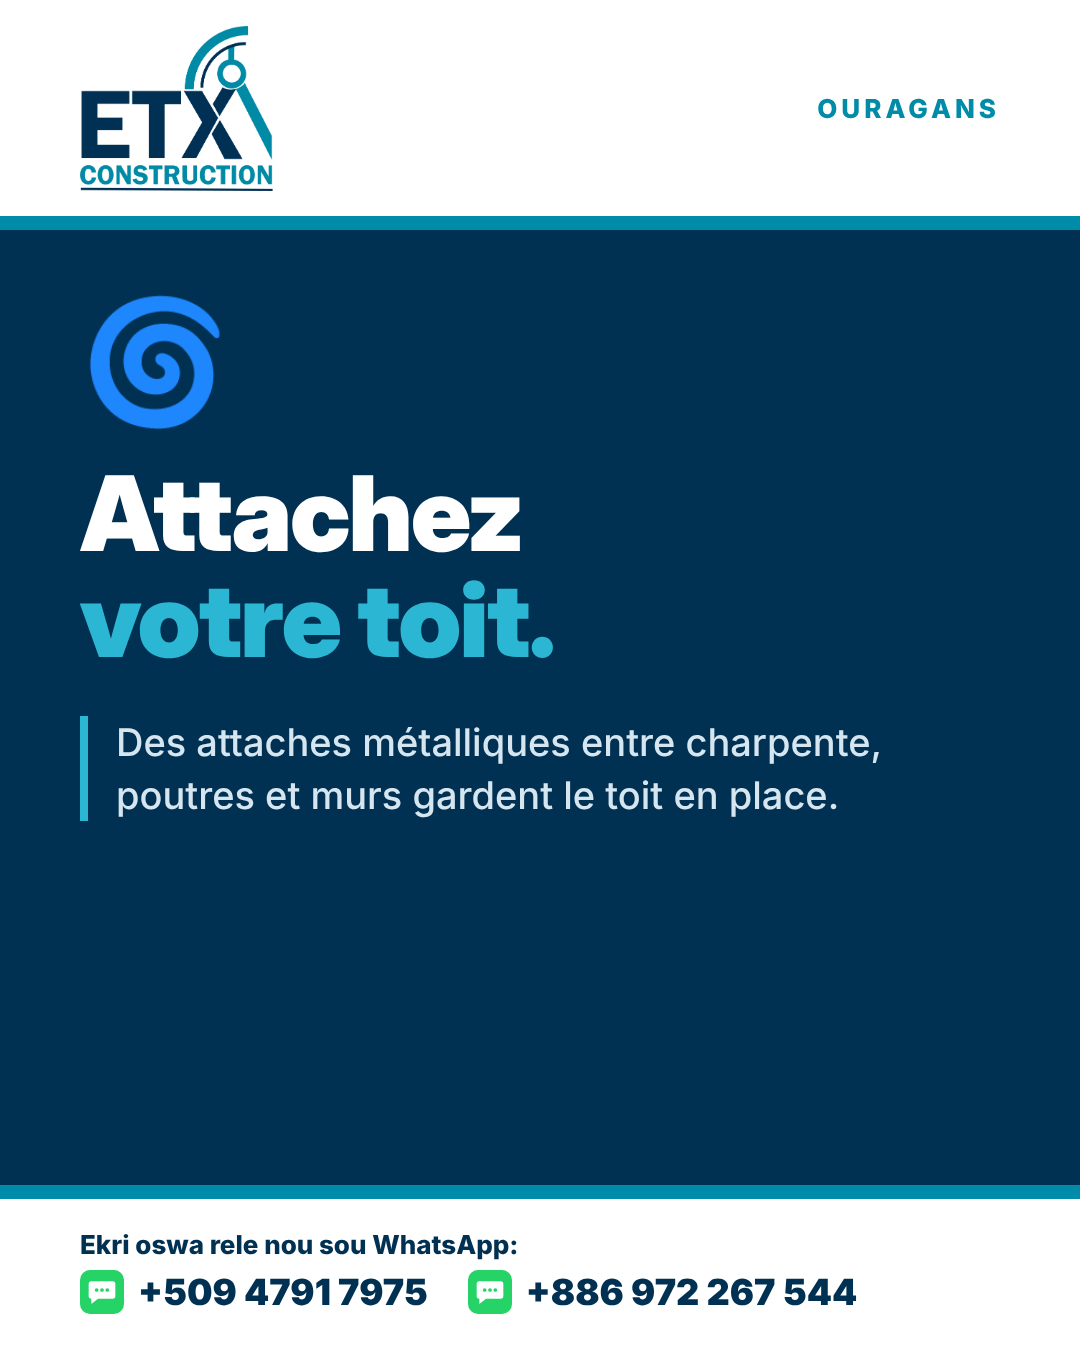 ETX
CONSTRUCTION
OURAGANS
Attachez
votre toit.
Des attaches métalliques entre charpente,
poutres et murs gardent le toit en place.
Ekri oswa rele nou sou WhatsApp:
+509 4791 7975
+886 972 267 544